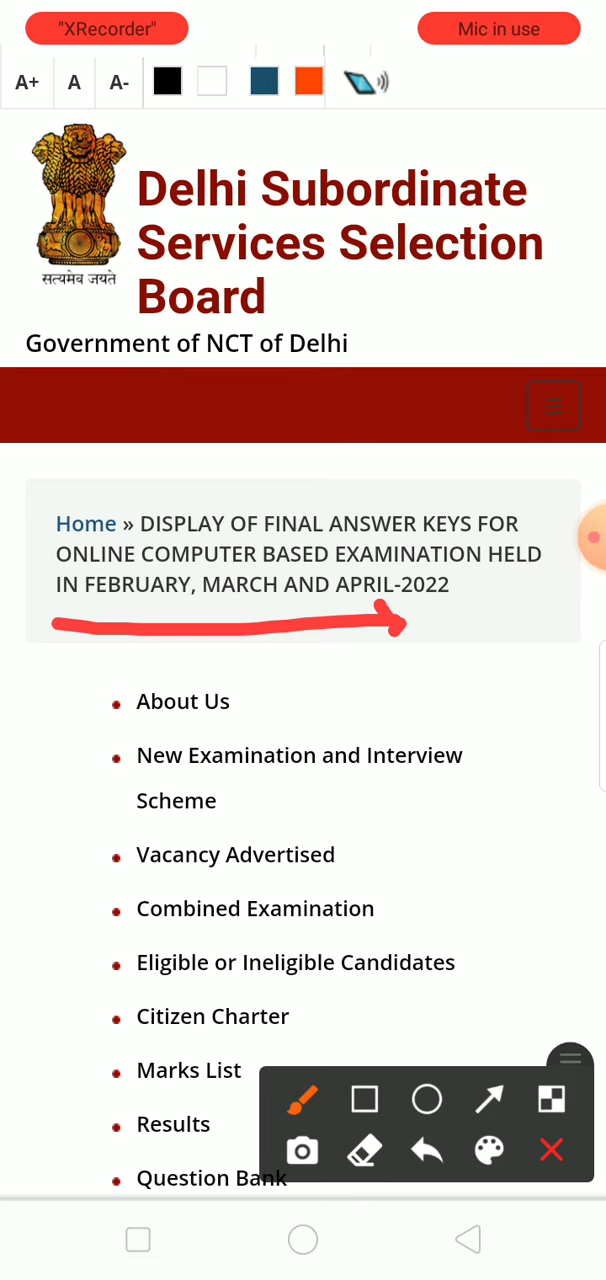 "XRecorder"
Mic in use
A+ A A-
Delhi Subordinate
Services Selection
Board
सत्यमेव जयते
Government of NCT of Delhi
Home » DISPLAY OF FINAL ANSWER KEYS FOR
ONLINE COMPUTER BASED EXAMINATION HELD
IN FEBRUARY, MARCH AND APRIL-2022
About Us
New Examination and Interview
Scheme
Vacancy Advertised
Combined Examination
Eligible or Ineligible Candidates
Citizen Charter
Marks List
Results
Question Bank